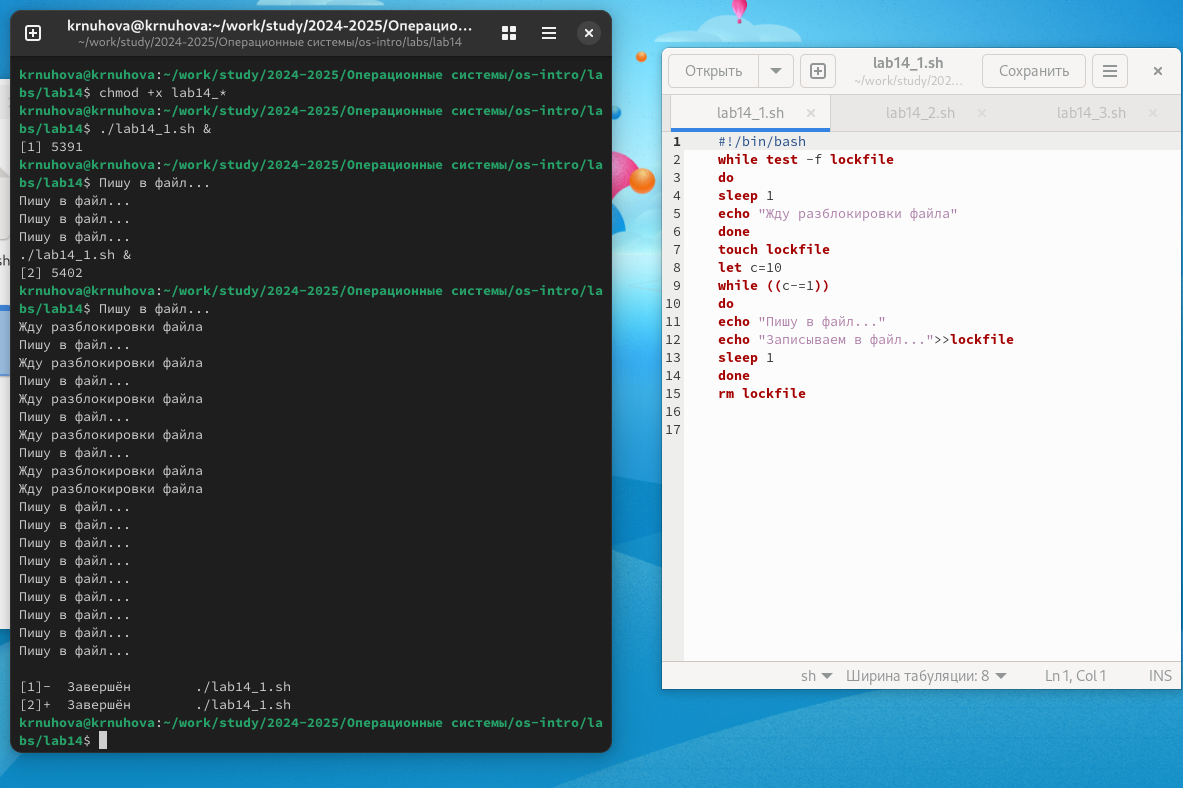 krnuhova@krnuhova:~/work/study/2024-2025/Операцио...
~/work/study/2024-2025/Операционные системы/os-intro/labs/lab14
krnuhova@krnuhova:~/work/study/2024-2025/Операционные системы/os-intro/la
bs/lab14$ chmod +x lab14_*
krnuhova@krnuhova:~/work/study/2024-2025/Операционные системы/os-intro/la
bs/lab14$ ./lab14_1.sh &
[1] 5391
krnuhova@krnuhova:~/work/study/2024-2025/Операционные системы/os-intro/la
bs/lab14$ Пишу в файл...
Пишу в файл...
Пишу в файл...
Пишу в файл...
./lab14_1.sh &
[2] 5402
krnuhova@krnuhova:~/work/study/2024-2025/Операционные системы/os-intro/la
bs/lab14$ Пишу в файл...
Жду разблокировки файла
Пишу в файл...
Жду разблокировки файла
Пишу в файл...
Жду разблокировки файла
Пишу в файл...
Жду разблокировки файла
Пишу в файл...
Жду разблокировки файла
Жду разблокировки файла
Пишу в файл...
Пишу в файл...
Пишу в файл...
Пишу в файл...
Пишу в файл...
Пишу в файл...
Пишу в файл...
Пишу в файл...
Пишу в файл...
[1]-  Завершён        ./lab14_1.sh
[2]+  Завершён        ./lab14_1.sh
krnuhova@krnuhova:~/work/study/2024-2025/Операционные системы/os-intro/la
bs/lab14$
Открыть
lab14_1.sh
~/work/study/202...
Сохранить
lab14_1.sh
lab14_2.sh
lab14_3.sh
1 #!/bin/bash
2 while test -f lockfile
3 do
4 sleep 1
5 echo "Жду разблокировки файла"
6 done
7 touch lockfile
8 let c=10
9 while ((c-=1))
10 do
11 echo "Пишу в файл..."
12 echo "Записываем в файл...">>lockfile
13 sleep 1
14 done
15 rm lockfile
16
17
sh
Ширина табуляции: 8
Ln 1, Col 1
INS
sh